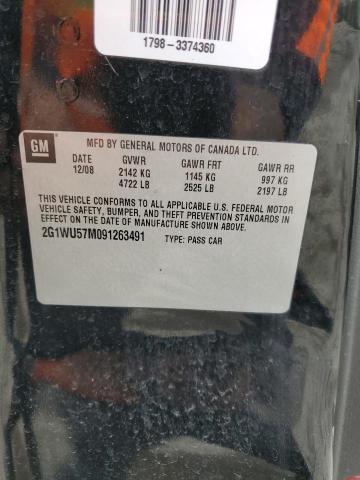 1798-3374360
GM
MFD BY GENERAL MOTORS OF CANADA LTD.
DATE GVWR GAWR FRT GAWR RR
12/08 2142 KG 1145 KG 997 KG
4722 LB 2525 LB 2197 LB
THIS VEHICLE CONFORMS TO ALL APPLICABLE U.S. FEDERAL MOTOR
VEHICLE SAFETY, BUMPER, AND THEFT PREVENTION STANDARDS IN
EFFECT ON THE DATE OF MANUFACTURE SHOWN ABOVE.
2G1WU57M091263491 TYPE: PASS CAR